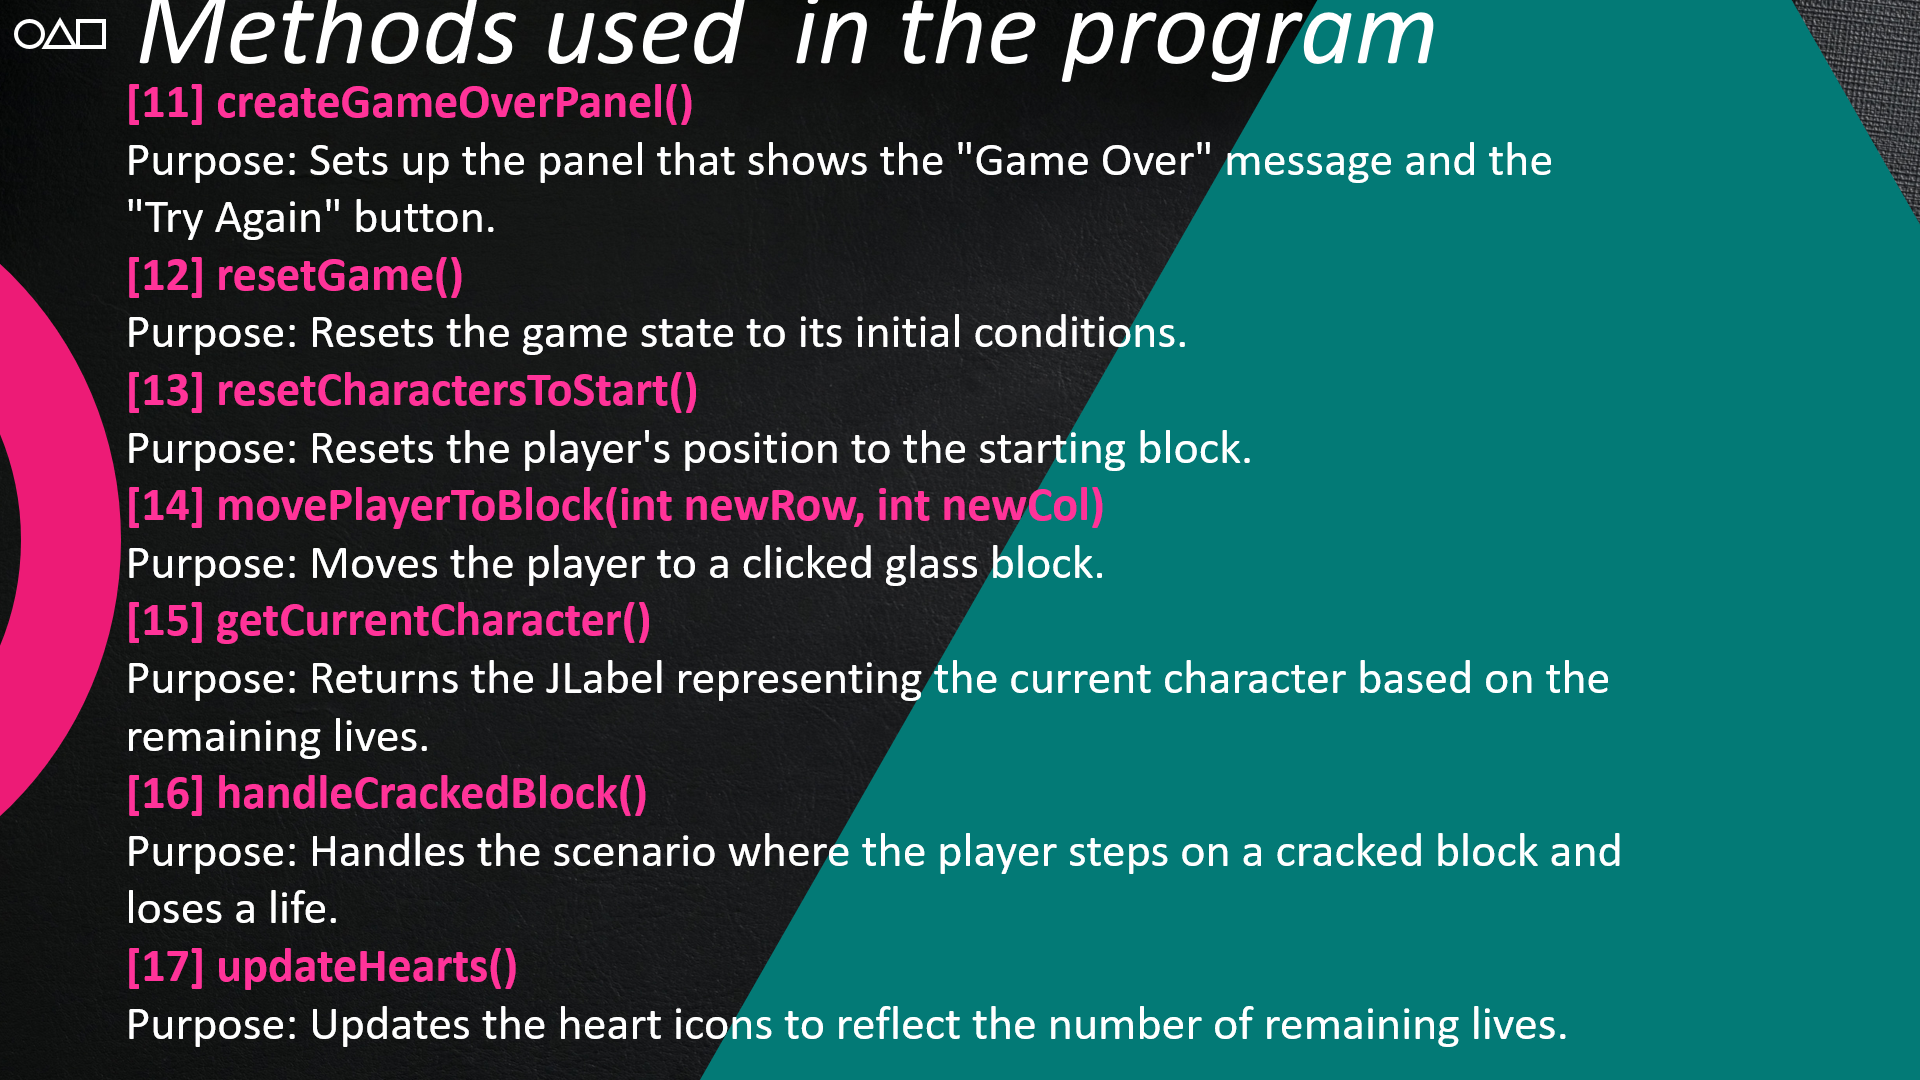 Methods used  in the program
[11] createGameOverPanel()
Purpose: Sets up the panel that shows the "Game Over" message and the
"Try Again" button.
[12] resetGame()
Purpose: Resets the game state to its initial conditions.
[13] resetCharactersToStart()
Purpose: Resets the player's position to the starting block.
[14] movePlayerToBlock(int newRow, int newCol)
Purpose: Moves the player to a clicked glass block.
[15] getCurrentCharacter()
Purpose: Returns the JLabel representing the current character based on the
remaining lives.
[16] handleCrackedBlock()
Purpose: Handles the scenario where the player steps on a cracked block and
loses a life.
[17] updateHearts()
Purpose: Updates the heart icons to reflect the number of remaining lives.